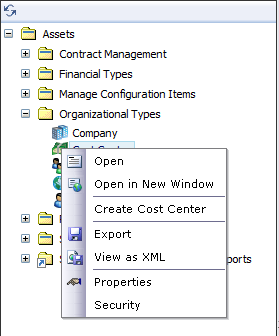 Assets
Contract Management
Financial Types
Manage Configuration Items
Organizational Types
Company
Open
Open in New Window
Create Cost Center
Export
View as XML
ports
Properties
Security